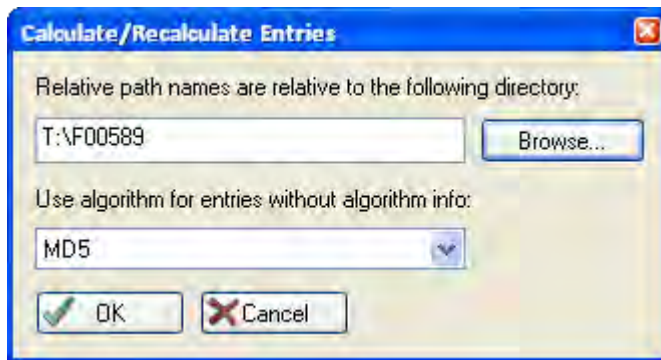 Calculate/Recalculate Entries
Relative path names are relative to the following directory:
T:\F00589
Browse...
Use algorithm for entries without algorithm info:
MD5
OK
Cancel